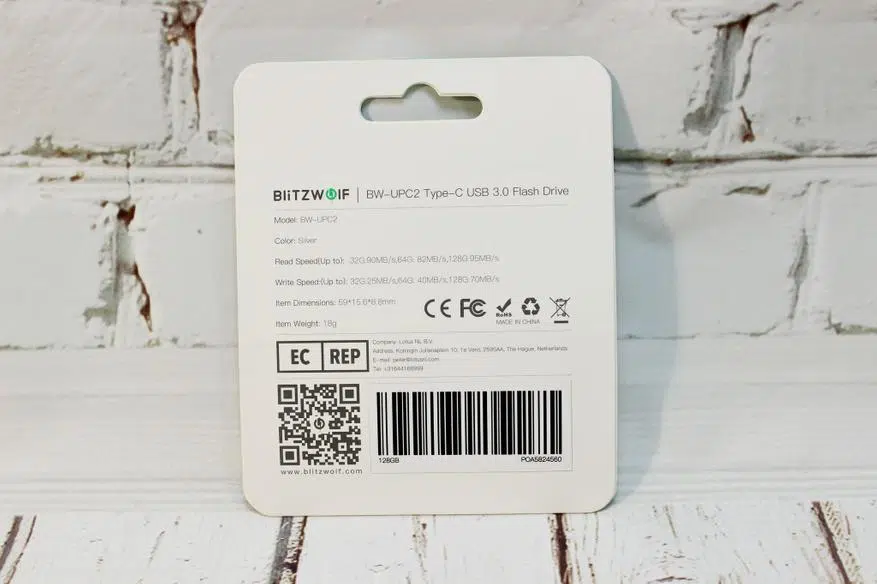 BliTZWOlF | BW-UPC2 Type-C USB 3.0 Flash Drive
Model: BW-UPC2
Color: Silver
Read Speed(Up to): 32G:90MB/s,64G: 82MB/s,128G:95MB/s
Write Speed:(Up to): 32G:25MB/s,64G: 40MB/s,128G:70MB/s
Item Dimensions: 59*15.6*8.8mm
Item Weight: 18g
CE FC RoHS
MADE IN CHINA
EC REP
Company: Lotus NL B.V.
Address: Koningin Julianaplein 10, 1e Verd, 2595AA, The Hague, Netherlands.
E-mail: peter@lotusnl.com
Tel: +31644168999
www.blitzwolf.com
128GB POA5824560